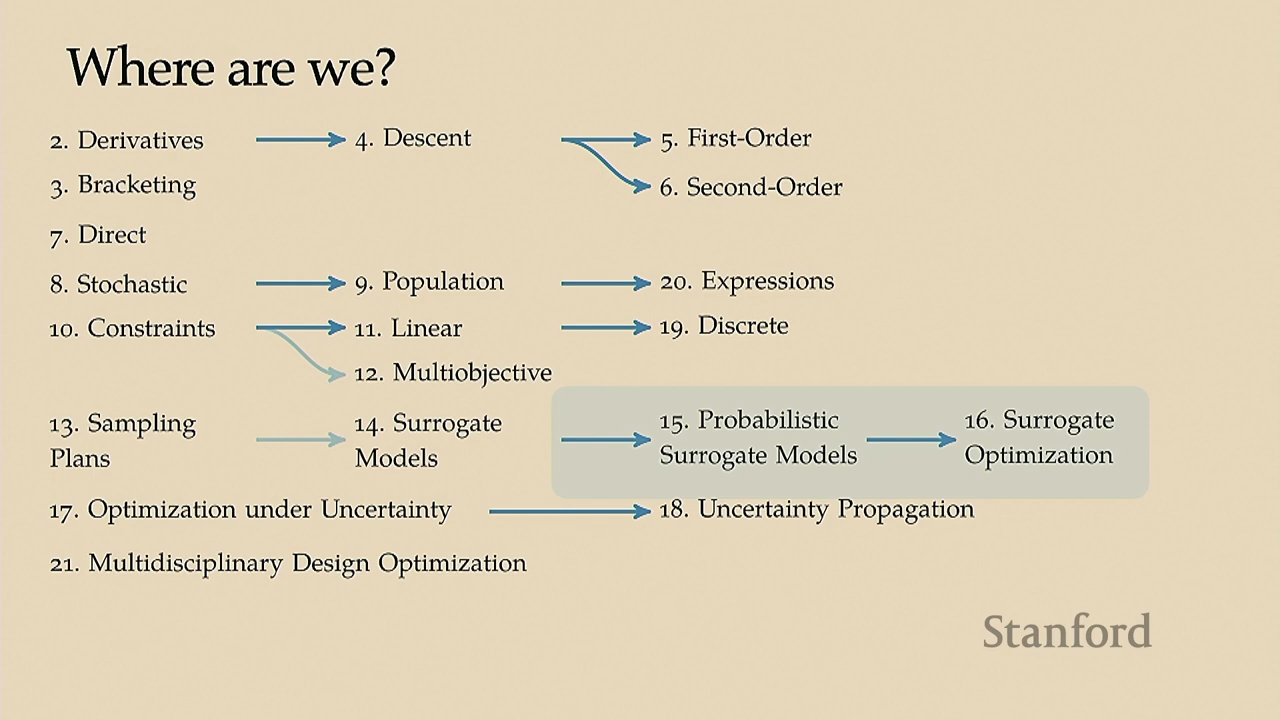 Where are we?
2. Derivatives
4. Descent
5. First-Order
6. Second-Order
3. Bracketing
7. Direct
8. Stochastic
9. Population
20. Expressions
10. Constraints
11. Linear
19. Discrete
12. Multiobjective
13. Sampling
Plans
14. Surrogate
Models
15. Probabilistic
Surrogate Models
16. Surrogate
Optimization
17. Optimization under Uncertainty
18. Uncertainty Propagation
21. Multidisciplinary Design Optimization
Stanford